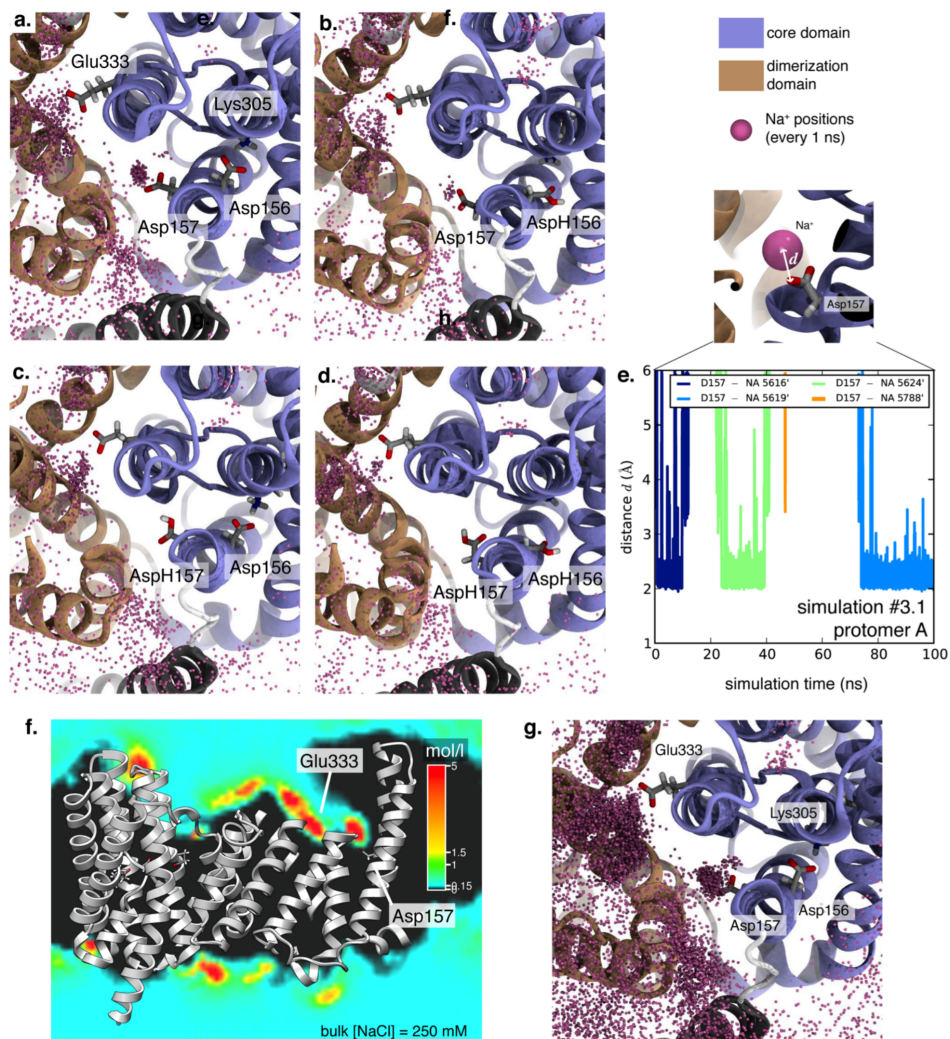 a.
e.
Glu333
Lys305
Asp157
Asp156
g.
b.
f.
Asp157
AspH156
h.
core domain
dimerization
domain
Na⁺ positions
(every 1 ns)
Na⁺
d
Asp157
c.
AspH157
Asp156
d.
AspH157
AspH156
e.
D157 – NA 5616'
D157 – NA 5624'
D157 – NA 5619'
D157 – NA 5788'
6
5
4
3
2
1
distance d (Å)
simulation #3.1
protomer A
0
20
40
60
80
100
simulation time (ns)
f.
Glu333
mol/l
5
1.5
1
0.15
Asp157
bulk [NaCl] = 250 mM
g.
Glu333
Lys305
Asp157
Asp156